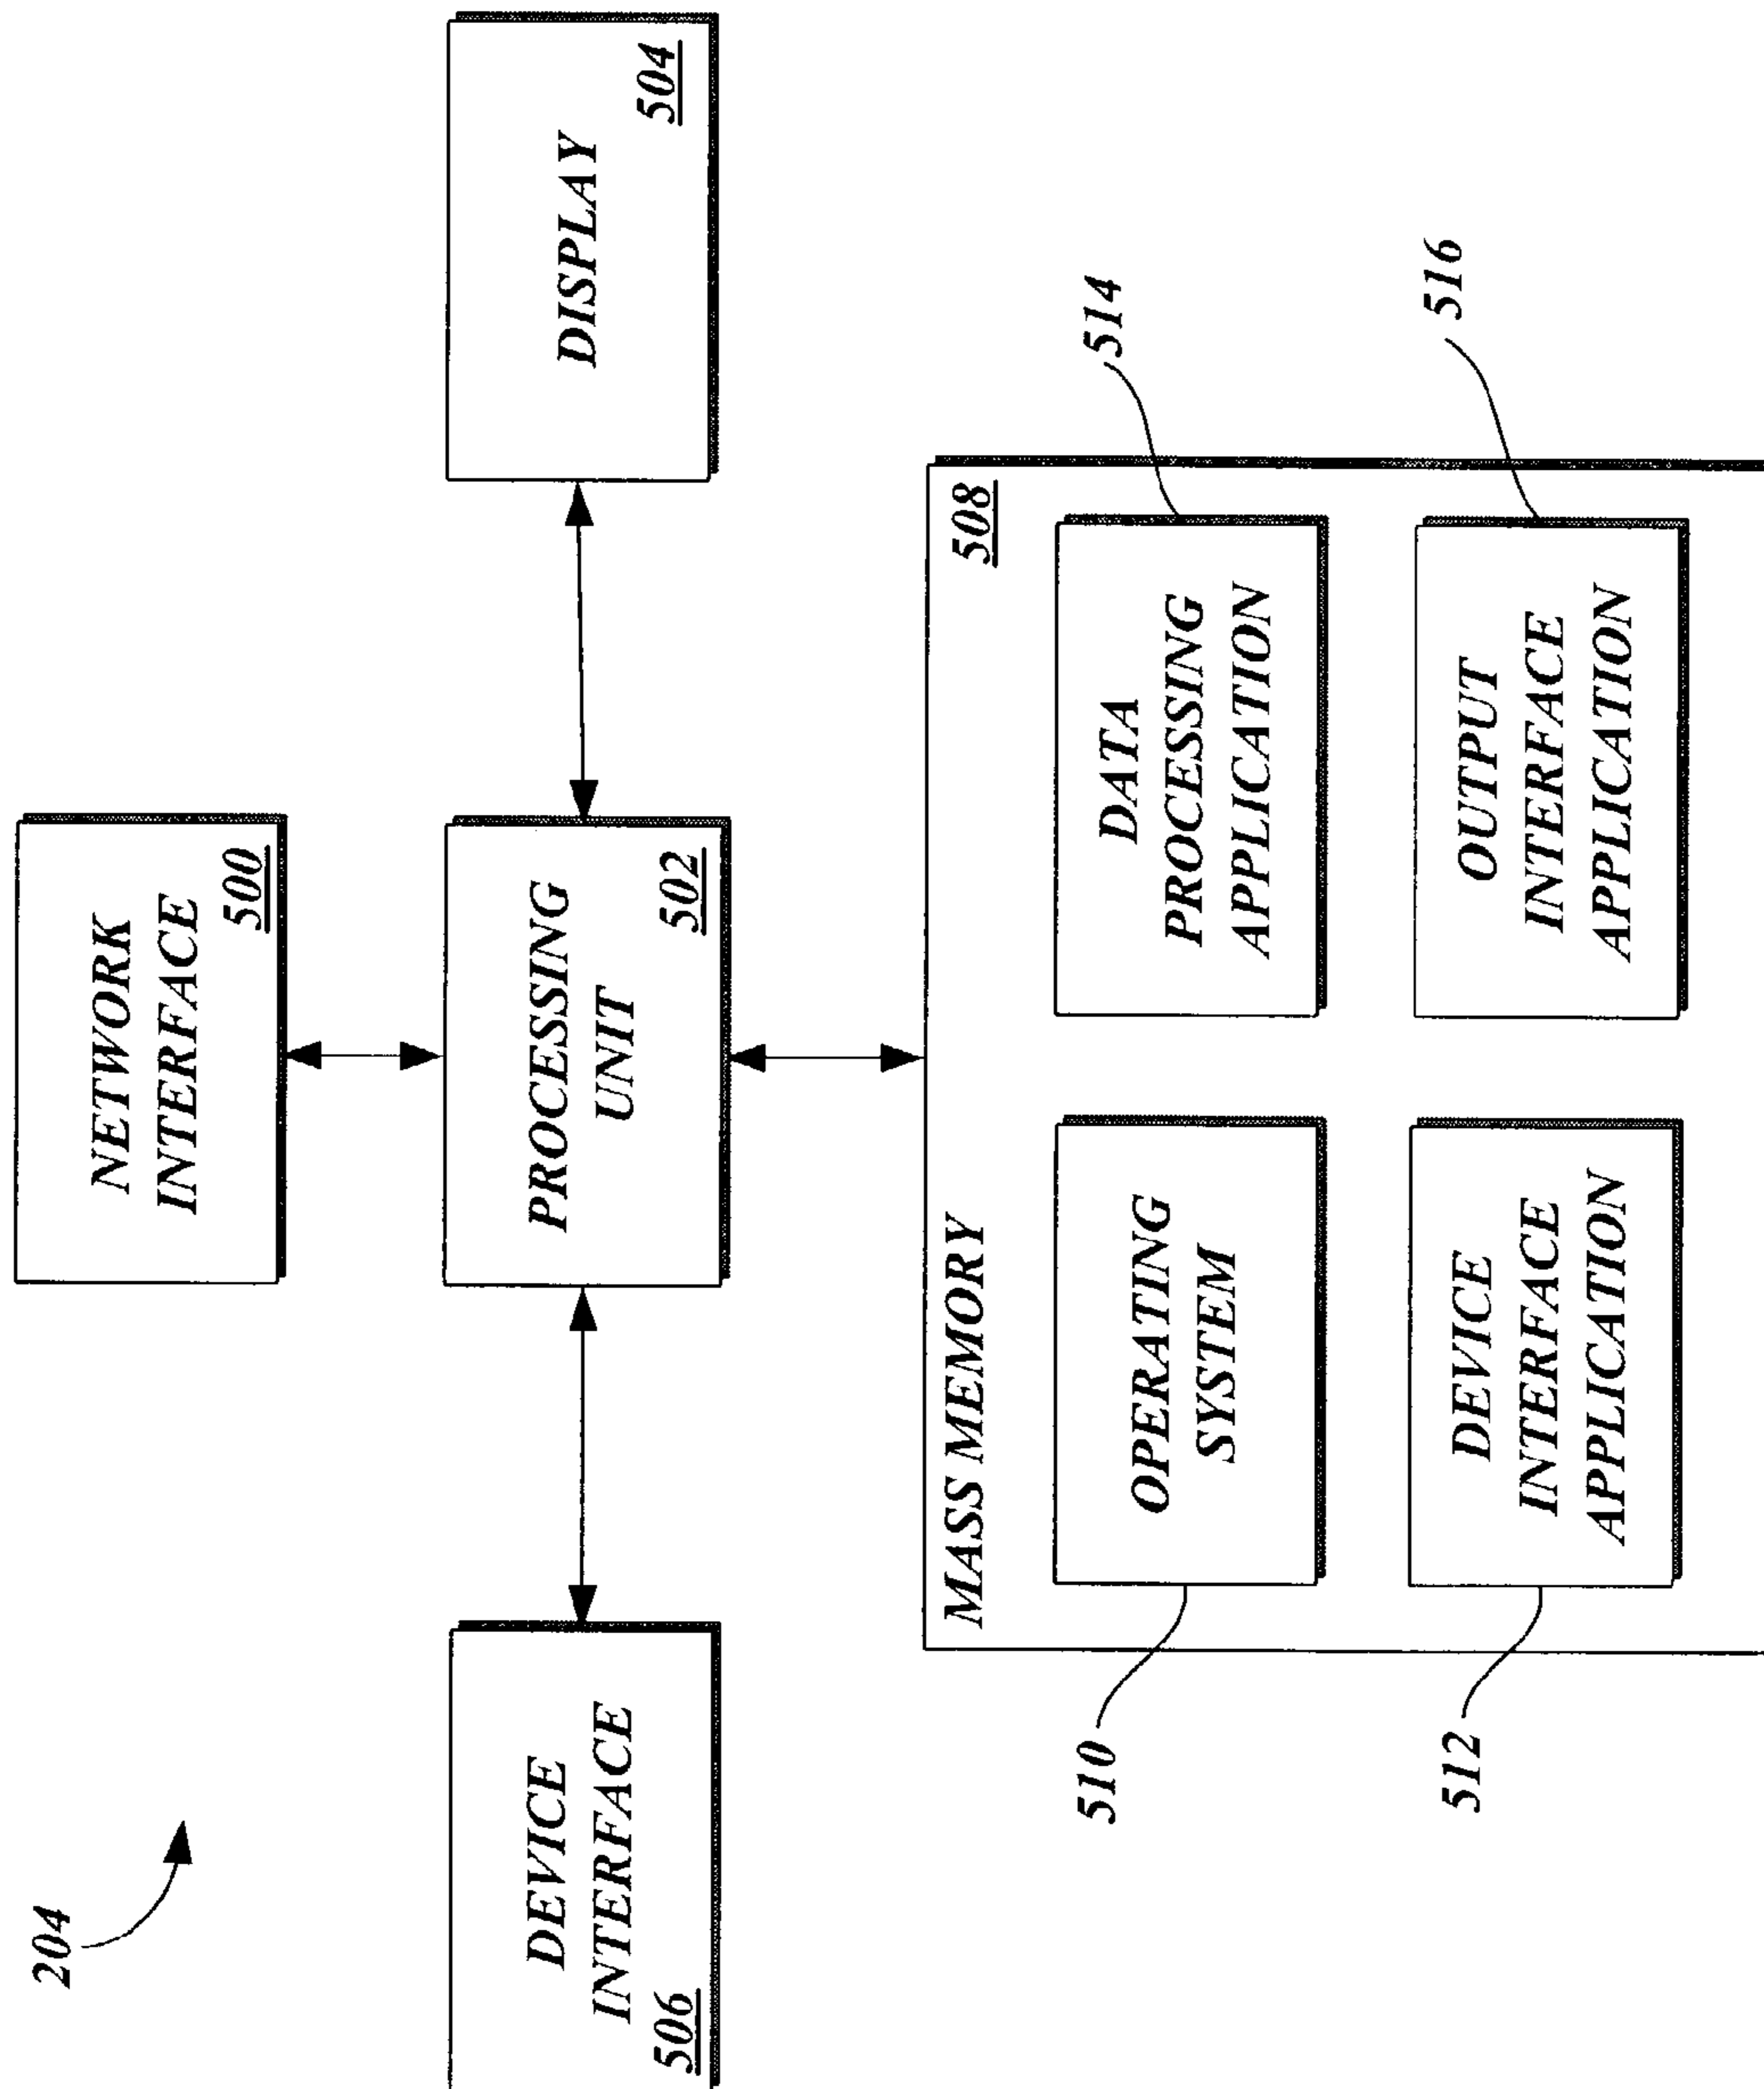 204
NETWORK
INTERFACE
500
DEVICE
INTERFACE
506
PROCESSING
UNIT
502
DISPLAY
504
MASS MEMORY
508
OPERATING
SYSTEM
510
DATA
PROCESSING
APPLICATION
514
DEVICE
INTERFACE
APPLICATION
512
OUTPUT
INTERFACE
APPLICATION
516